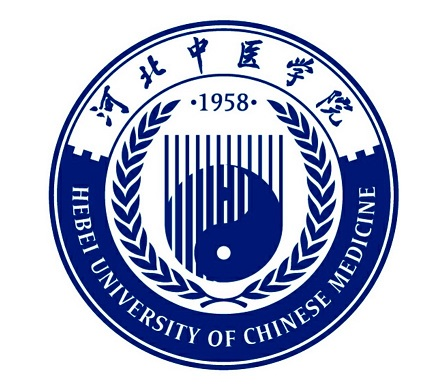 河北中医学院
·1958·
HEBEI UNIVERSITY OF CHINESE MEDICINE